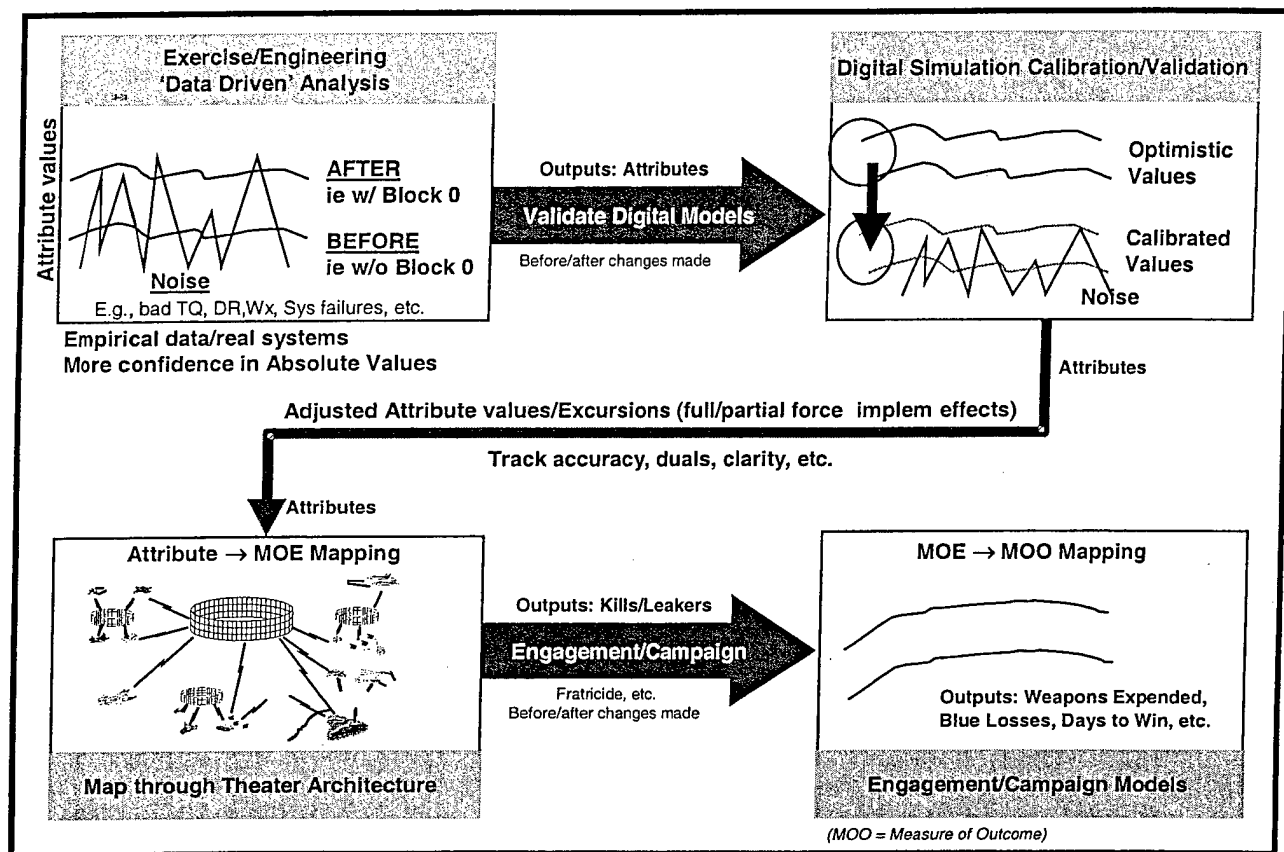 Exercise/Engineering
'Data Driven' Analysis
Attribute values
AFTER
ie w/ Block 0
BEFORE
ie w/o Block 0
Noise
E.g., bad TQ, DR,Wx, Sys failures, etc.
Empirical data/real systems
More confidence in Absolute Values
Outputs: Attributes
Validate Digital Models
Before/after changes made
Digital Simulation Calibration/Validation
Optimistic
Values
Calibrated
Values
Noise
Attributes
Adjusted Attribute values/Excursions (full/partial force implem effects)
Track accuracy, duals, clarity, etc.
Attributes
Attribute → MOE Mapping
Map through Theater Architecture
Outputs: Kills/Leakers
Engagement/Campaign
Fratricide, etc.
Before/after changes made
MOE → MOO Mapping
Outputs: Weapons Expended,
Blue Losses, Days to Win, etc.
Engagement/Campaign Models
(MOO = Measure of Outcome)